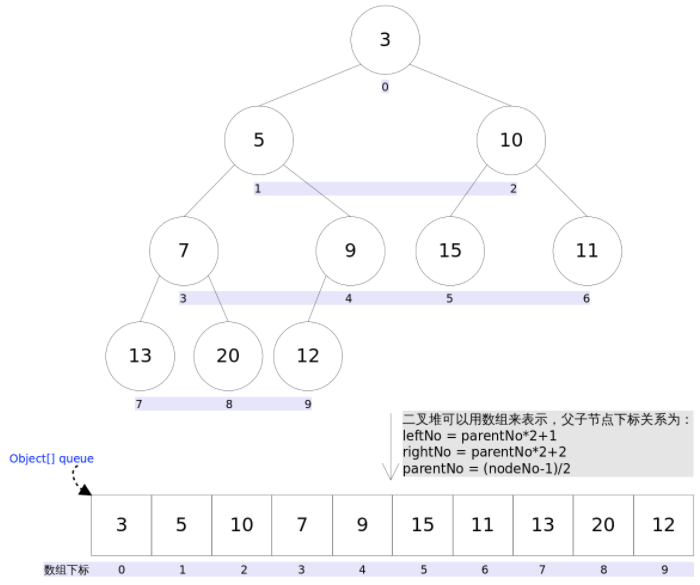 3
0
5
10
1 2
7 9 15 11
3 4 5 6
13 20 12
7 8 9
二叉堆可以用数组来表示，父子节点下标关系为：
leftNo = parentNo*2+1
rightNo = parentNo*2+2
parentNo = (nodeNo-1)/2
Object[] queue
3 5 10 7 9 15 11 13 20 12
数组下标 0 1 2 3 4 5 6 7 8 9